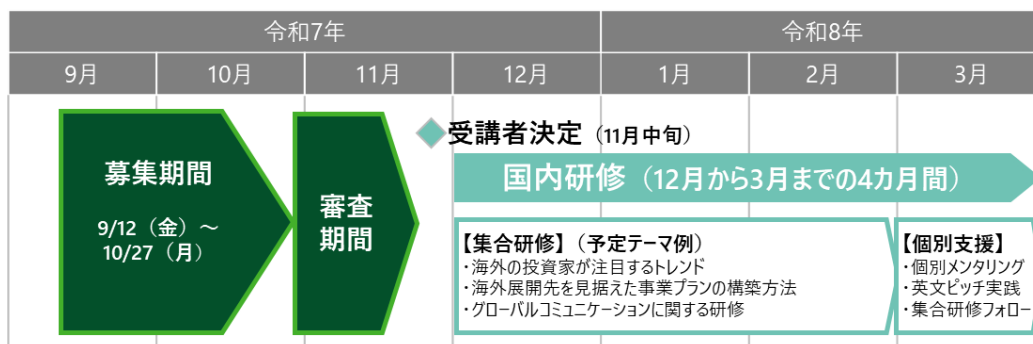 令和7年
令和8年
9月
10月
11月
12月
1月
2月
3月
募集期間
9/12（金）～
10/27（月）
審査
期間
受講者決定（11月中旬）
国内研修（12月から3月までの4カ月間）
【集合研修】（予定テーマ例）
・海外の投資家が注目するトレンド
・海外展開先を見据えた事業プランの構築方法
・グローバルコミュニケーションに関する研修
【個別支援】
・個別メンタリング
・英文ピッチ実践
・集合研修フォロー